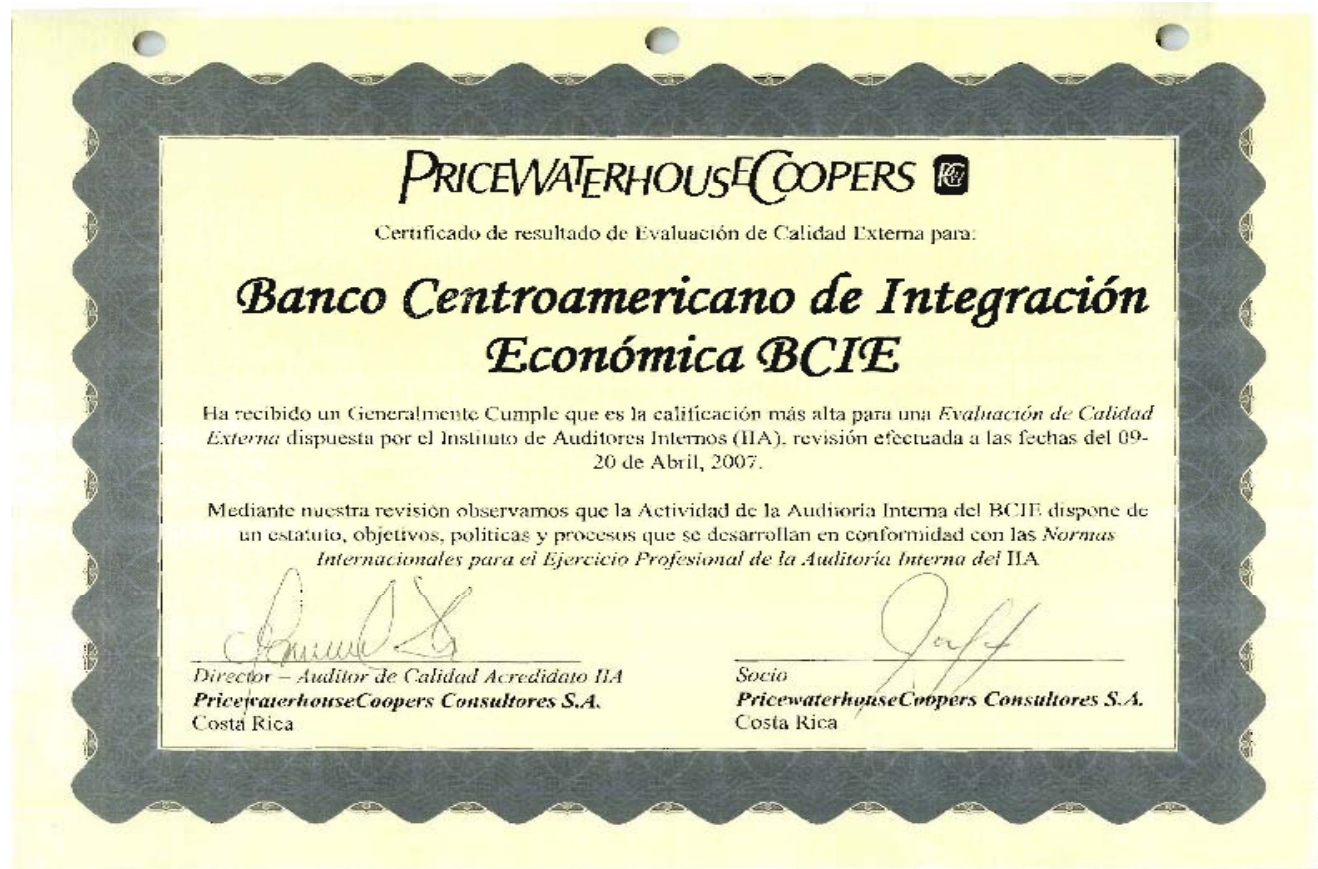 PRICEWATERHOUSECOOPERS
Certificado de resultado de Evaluación de Calidad Externa para:
Banco Centroamericano de Integración
Económica BCIE
Ha recibido un Generalmente Cumple que es la calificación más alta para una Evaluación de Calidad
Externa dispuesta por el Instituto de Auditores Internos (IIA), revisión efectuada a las fechas del 09-
20 de Abril, 2007.
Mediante nuestra revisión observamos que la Actividad de la Auditoría Interna del BCIE dispone de
un estatuto, objetivos, políticas y procesos que se desarrollan en conformidad con las Normas
Internacionales para el Ejercicio Profesional de la Auditoría Interna del IIA
Director – Auditor de Calidad Acredidato IIA
PricewaterhouseCoopers Consultores S.A.
Costa Rica
Socio
PricewaterhouseCoopers Consultores S.A.
Costa Rica